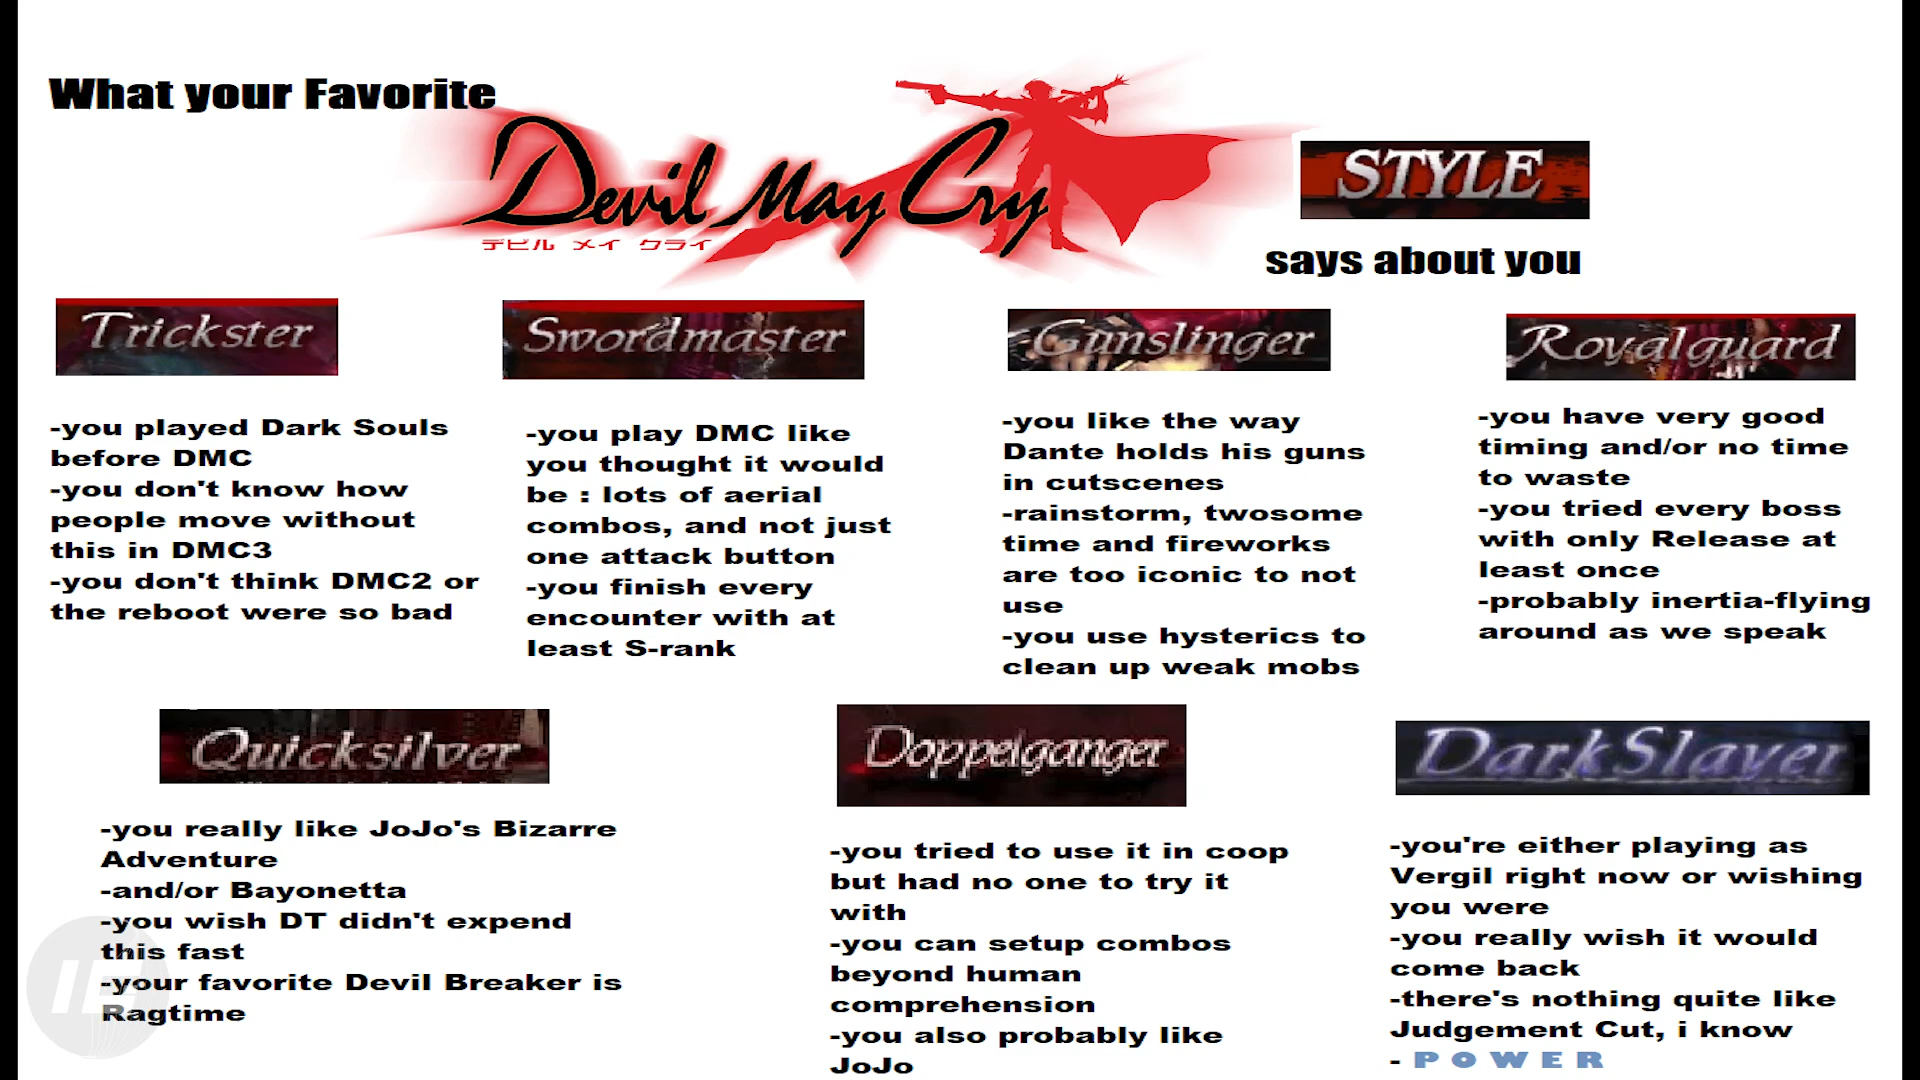 What your Favorite
Devil May Cry
デビル メイ クライ
STYLE
says about you
Trickster
-you played Dark Souls
before DMC
-you don't know how
people move without
this in DMC3
-you don't think DMC2 or
the reboot were so bad
Swordmaster
-you play DMC like
you thought it would
be : lots of aerial
combos, and not just
one attack button
-you finish every
encounter with at
least S-rank
Gunslinger
-you like the way
Dante holds his guns
in cutscenes
-rainstorm, twosome
time and fireworks
are too iconic to not
use
-you use hysterics to
clean up weak mobs
Royalguard
-you have very good
timing and/or no time
to waste
-you tried every boss
with only Release at
least once
-probably inertia-flying
around as we speak
Quicksilver
-you really like JoJo's Bizarre
Adventure
-and/or Bayonetta
-you wish DT didn't expend
this fast
-your favorite Devil Breaker is
Ragtime
Doppelganger
-you tried to use it in coop
but had no one to try it
with
-you can setup combos
beyond human
comprehension
-you also probably like
JoJo
DarkSlayer
-you're either playing as
Vergil right now or wishing
you were
-you really wish it would
come back
-there's nothing quite like
Judgement Cut, i know
- P O W E R
IE